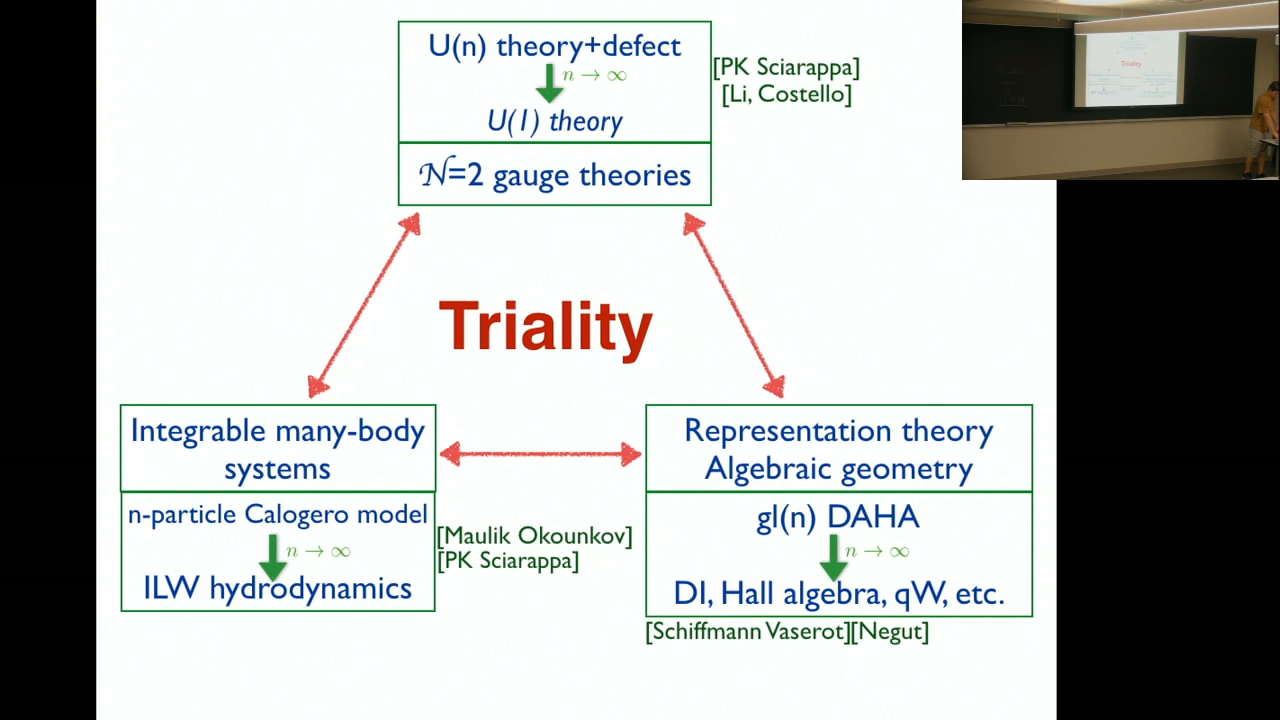 U(n) theory+defect
n → ∞
U(1) theory
𝒩=2 gauge theories
[PK Sciarappa]
[Li, Costello]
Triality
Integrable many-body
systems
n-particle Calogero model
n → ∞
ILW hydrodynamics
[Maulik Okounkov]
[PK Sciarappa]
Representation theory
Algebraic geometry
gl(n) DAHA
n → ∞
DI, Hall algebra, qW, etc.
[Schiffmann Vaserot][Negut]
Triality